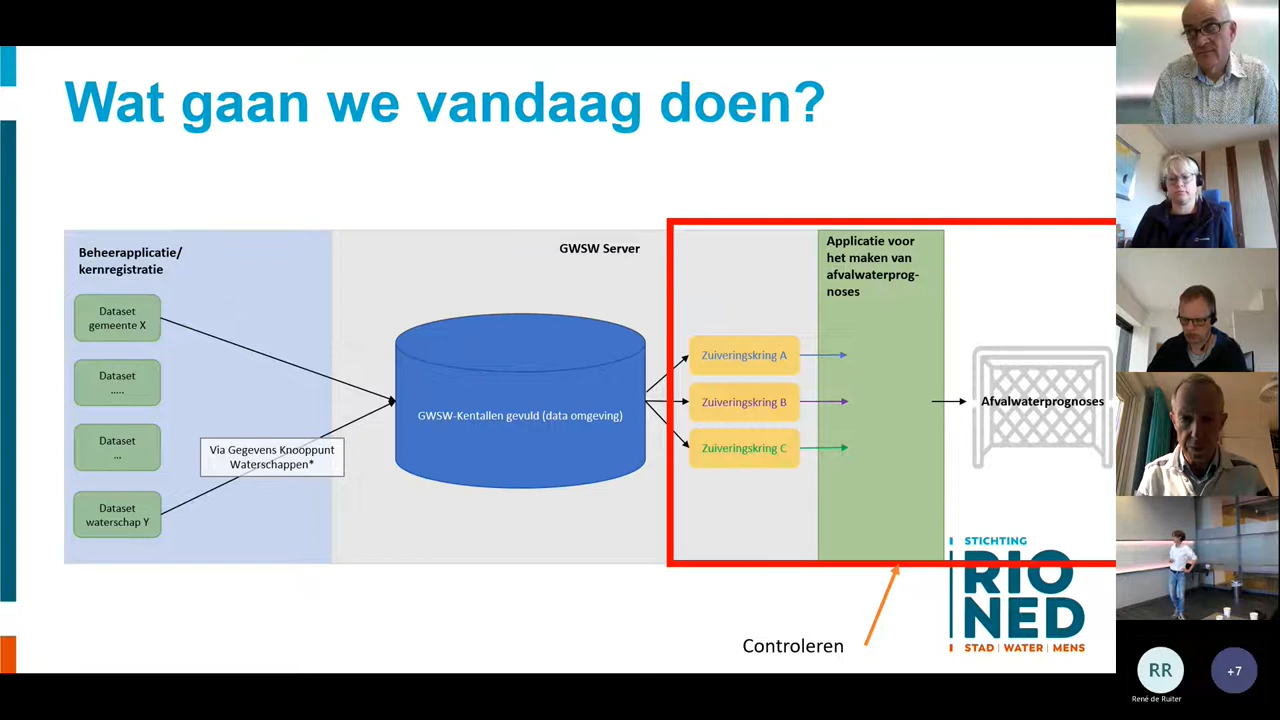 Wat gaan we vandaag doen?
Beheerapplicatie/
kernregistratie
Dataset
gemeente X
Dataset
.....
Dataset
...
Dataset
waterschap Y
Via Gegevens Knooppunt
Waterschappen*
GWSW Server
GWSW-Kentallen gevuld (data omgeving)
Zuiveringskring A
Zuiveringskring B
Zuiveringskring C
Applicatie voor
het maken van
afvalwaterprog-
noses
Afvalwaterprognoses
Controleren
STICHTING
RIO
NED
STAD | WATER | MENS
RR
René de Ruiter
+7